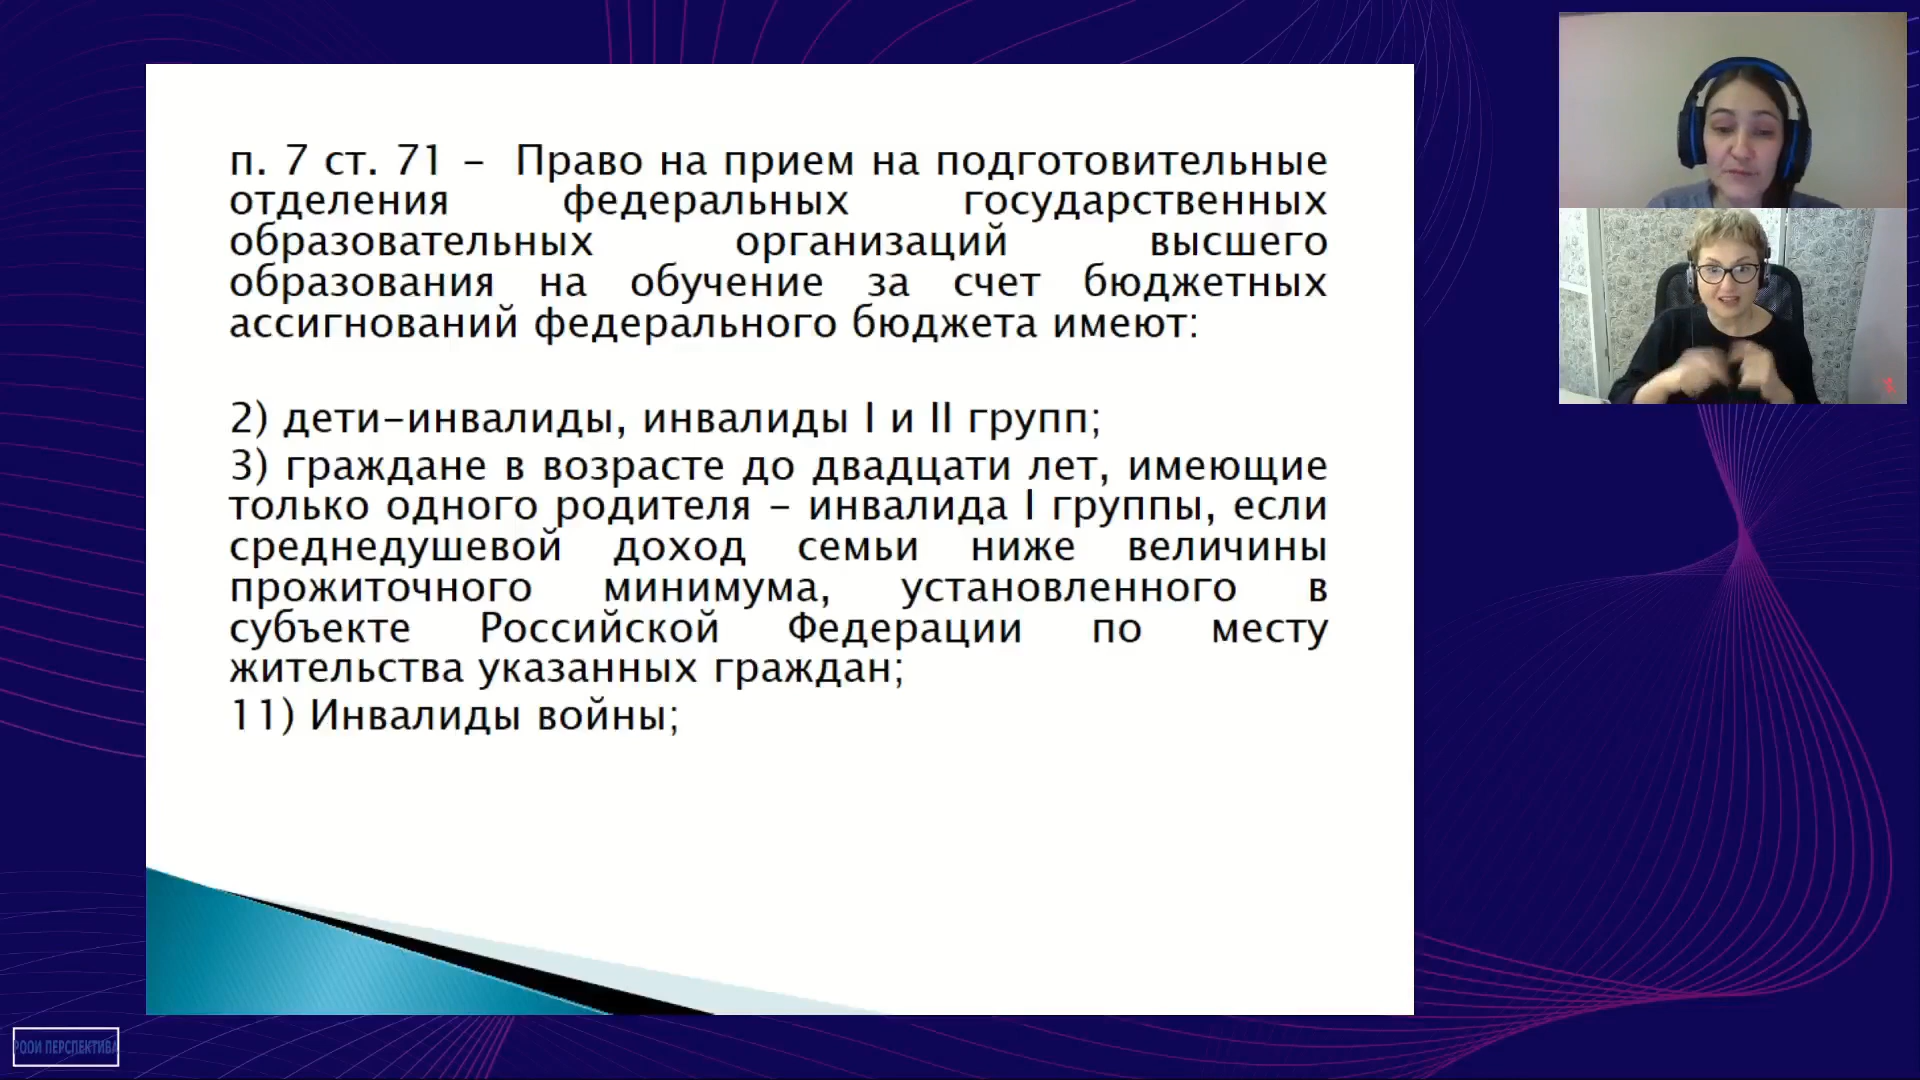 п. 7 ст. 71 – Право на прием на подготовительные
отделения федеральных государственных
образовательных организаций высшего
образования на обучение за счет бюджетных
ассигнований федерального бюджета имеют:
2) дети-инвалиды, инвалиды I и II групп;
3) граждане в возрасте до двадцати лет, имеющие
только одного родителя – инвалида I группы, если
среднедушевой доход семьи ниже величины
прожиточного минимума, установленного в
субъекте Российской Федерации по месту
жительства указанных граждан;
11) Инвалиды войны;
РООИ ПЕРСПЕКТИВА